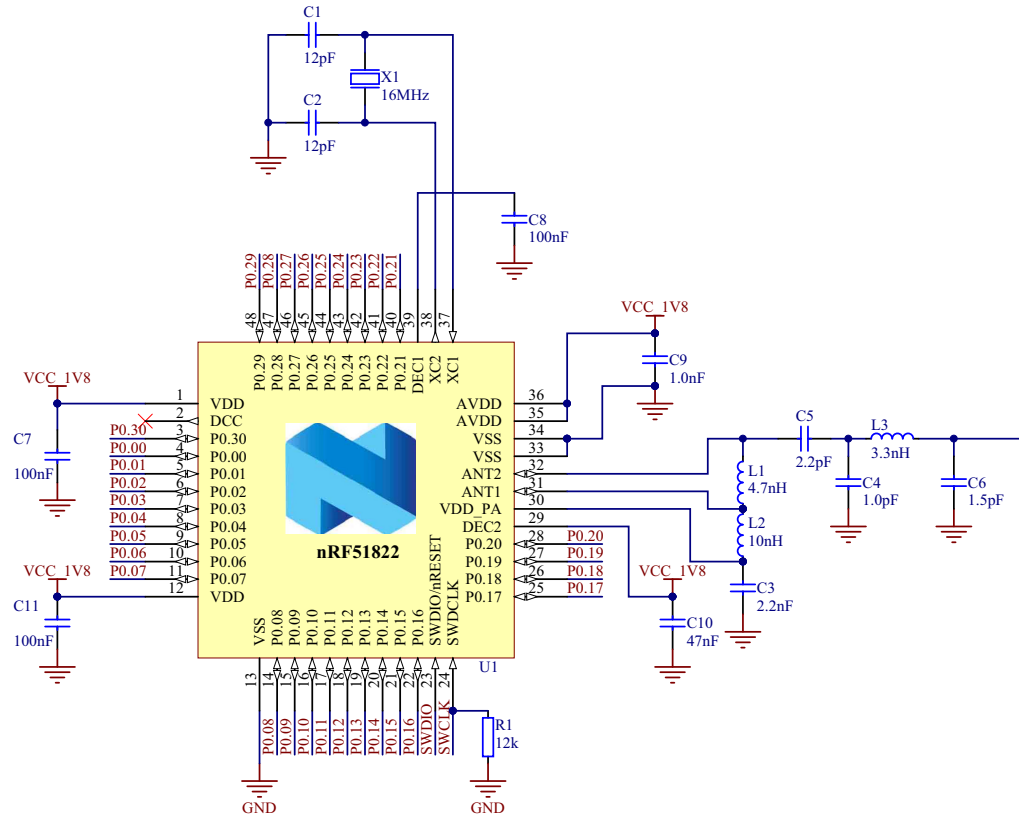 C1
12pF
X1
16MHz
C2
12pF
C8
100nF
P0.29
P0.28
P0.27
P0.26
P0.25
P0.24
P0.23
P0.22
P0.21
48
47
46
45
44
43
42
41
40
39
38
37
P0.29
P0.28
P0.27
P0.26
P0.25
P0.24
P0.23
P0.22
P0.21
DEC1
XC2
XC1
VCC_1V8
C9
1.0nF
VCC_1V8
C7
100nF
1 VDD
2 DCC
P0.30 3 P0.30
P0.00 4 P0.00
P0.01 5 P0.01
P0.02 6 P0.02
P0.03 7 P0.03
P0.04 8 P0.04
P0.05 9 P0.05
P0.06 10 P0.06
P0.07 11 P0.07
VCC_1V8 12 VDD
C11
100nF
nRF51822
AVDD 36
AVDD 35
VSS 34
VSS 33
ANT2 32
ANT1 31
VDD_PA 30
DEC2 29
P0.20 28 P0.20
P0.19 27 P0.19
P0.18 26 P0.18
P0.17 25 P0.17
C5
2.2pF
L3
3.3nH
L1
4.7nH
C4
1.0pF
C6
1.5pF
L2
10nH
VCC_1V8
C3
2.2nF
C10
47nF
VSS
P0.08
P0.09
P0.10
P0.11
P0.12
P0.13
P0.14
P0.15
P0.16
SWDIO/nRESET
SWDCLK
U1
13
14
15
16
17
18
19
20
21
22
23
24
P0.08
P0.09
P0.10
P0.11
P0.12
P0.13
P0.14
P0.15
P0.16
SWDIO
SWCLK
R1
12k
GND
GND